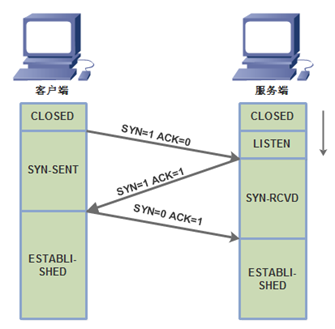 客户端
服务端
CLOSED
CLOSED
SYN=1 ACK=0
LISTEN
SYN-SENT
SYN=1 ACK=1
SYN-RCVD
SYN=0 ACK=1
ESTABLI-
SHED
ESTABLI-
SHED